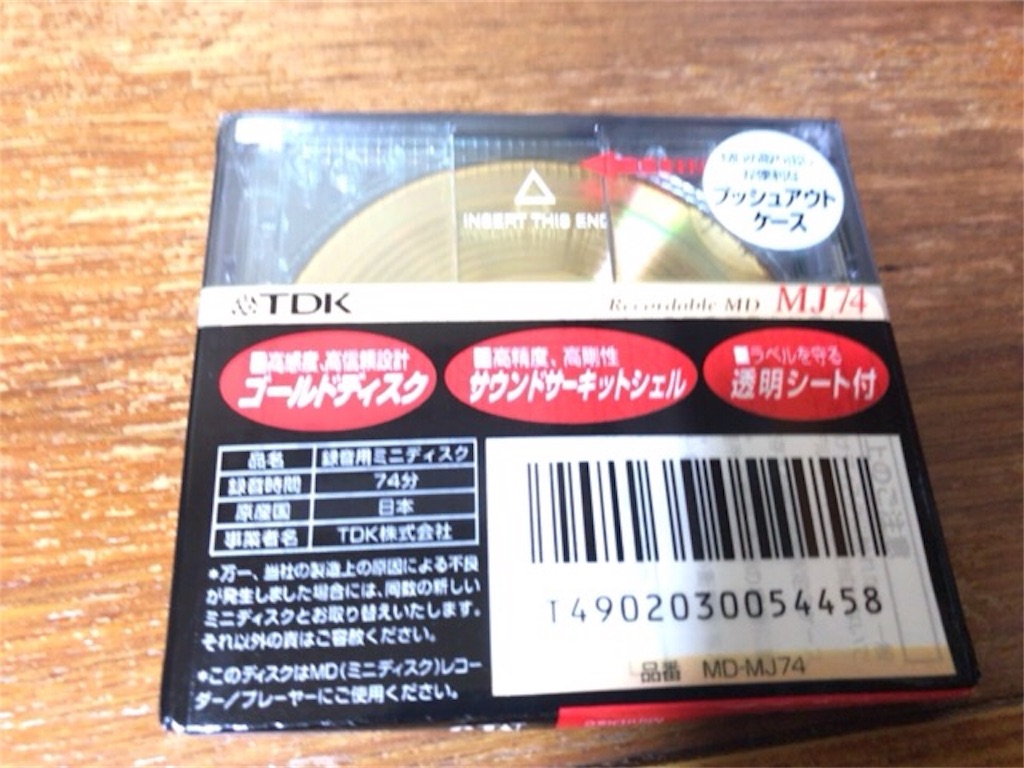 INSERT THIS END
プッシュアウト
ケース
TDK
Recordable MD MJ74
■高感度、高信頼設計
ゴールドディスク
■高精度、高剛性
サウンドサーキットシェル
■ラベルを守る
透明シート付
品名 録音用ミニディスク
録音時間 74分
原産国 日本
事業者名 TDK株式会社
*万一、当社の製造上の原因による不良
が発生しました場合には、同数の新しい
ミニディスクとお取り替えいたします。
それ以外の責はご容赦ください。
*このディスクはMD(ミニディスク)レコー
ダー/プレーヤーにご使用ください。
T4902030054458
品番 MD-MJ74